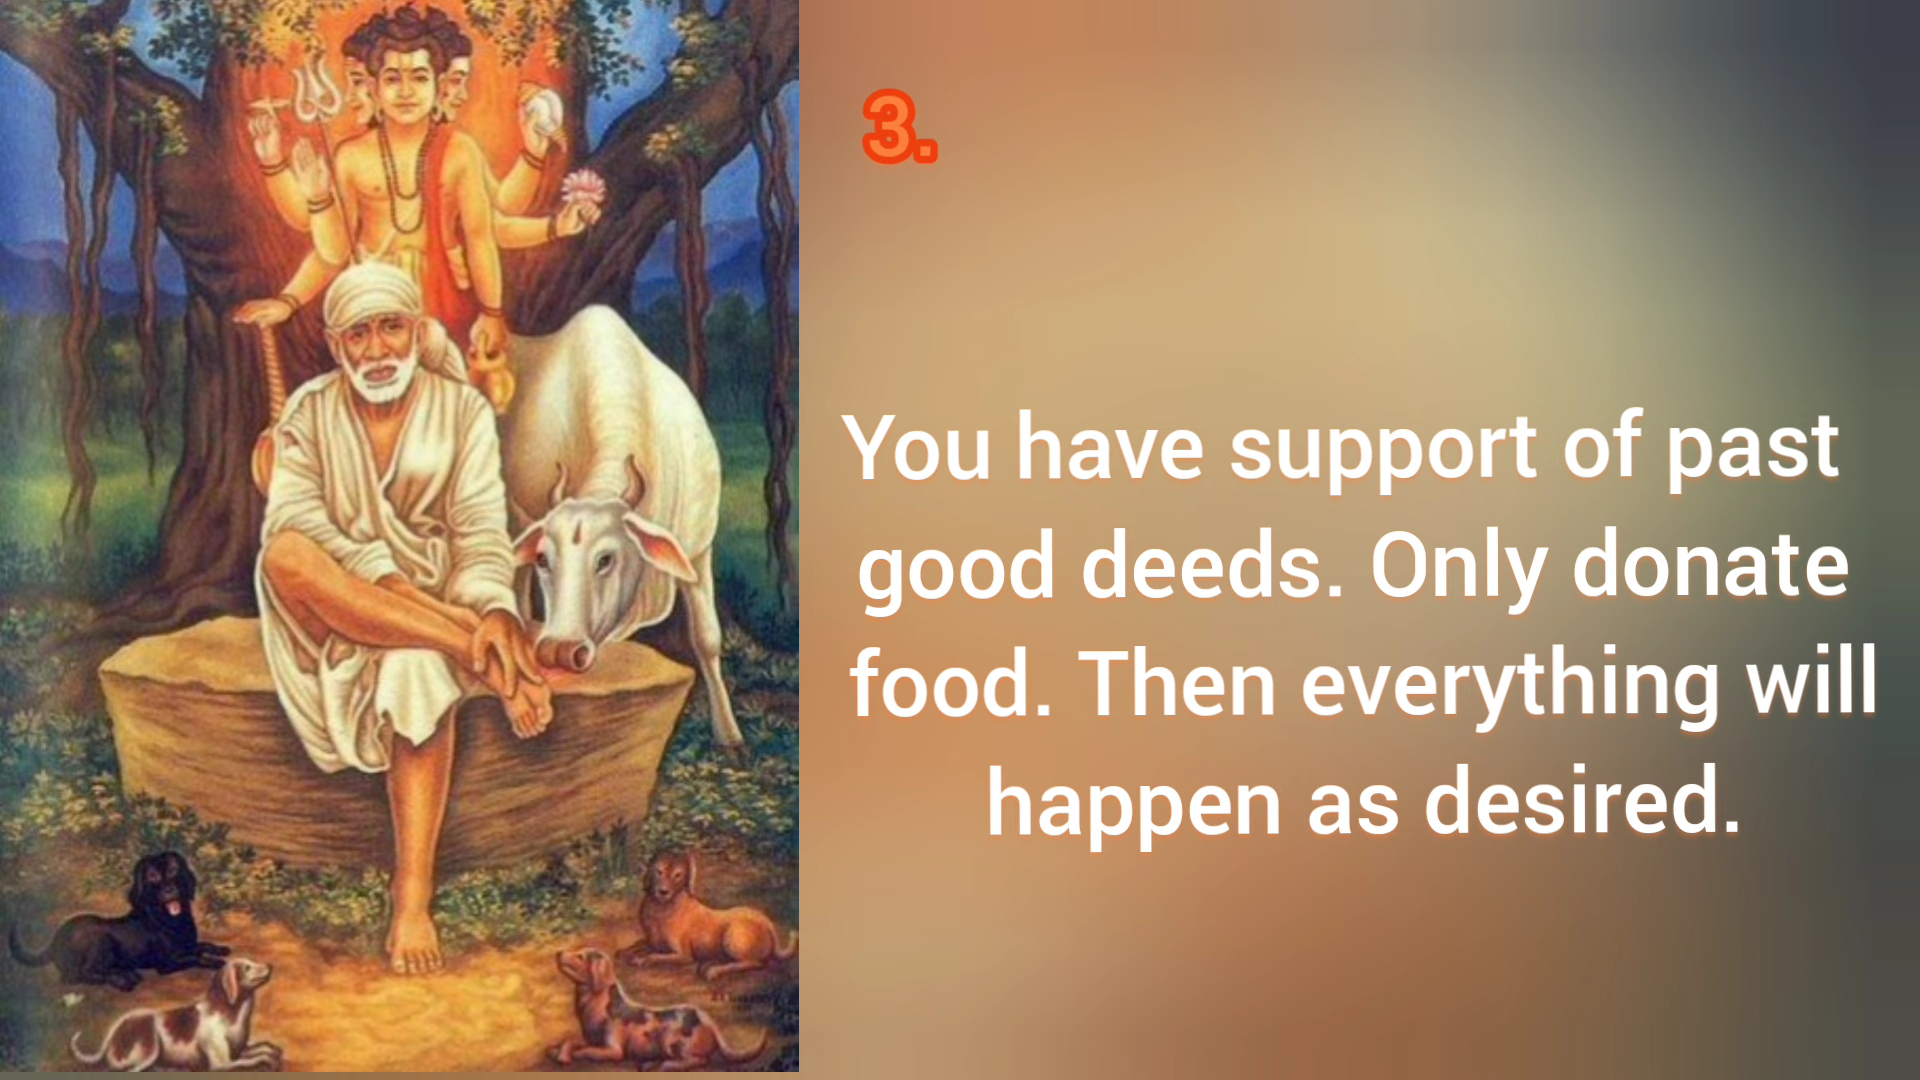 3.
You have support of past
good deeds. Only donate
food. Then everything will
happen as desired.